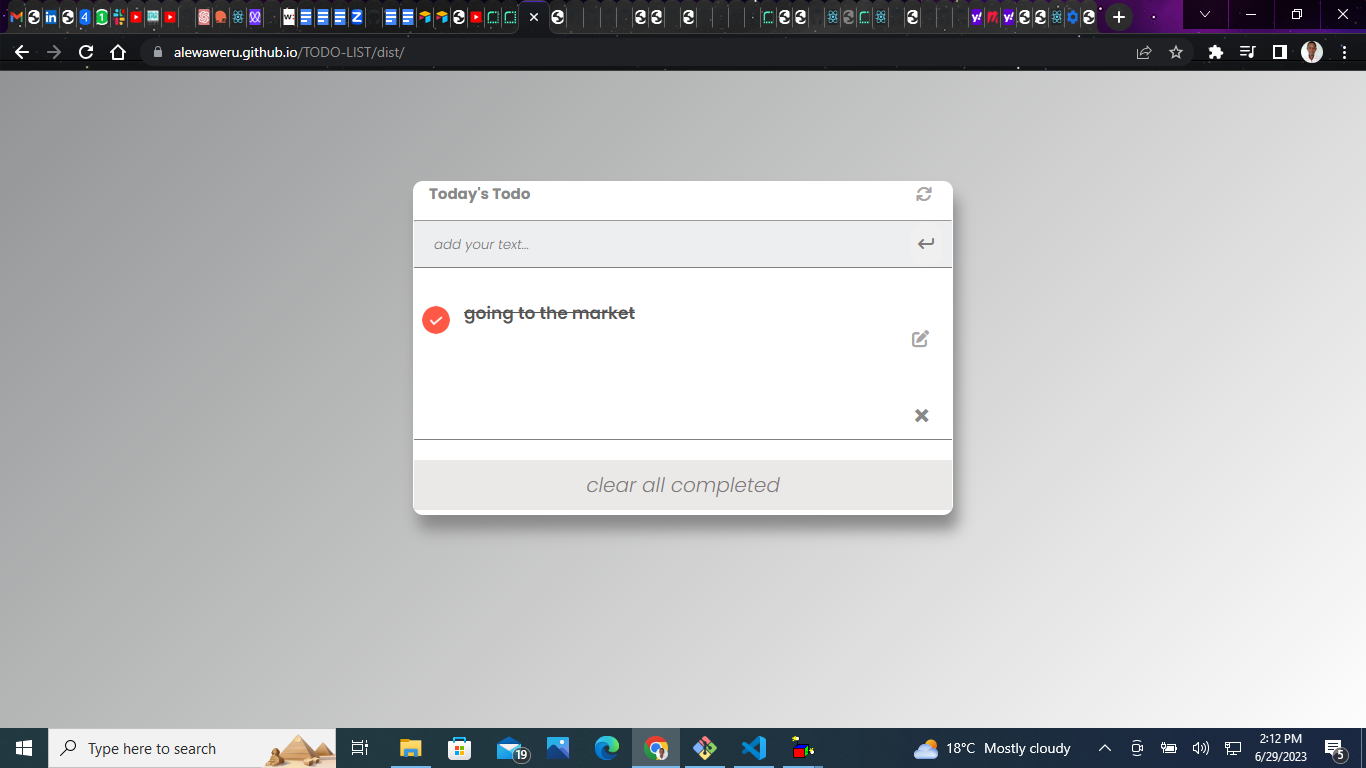 alewaweru.github.io/TODO-LIST/dist/
Today's Todo
add your text...
going to the market
clear all completed
Type here to search
19
18°C Mostly cloudy
2:12 PM
6/29/2023
5